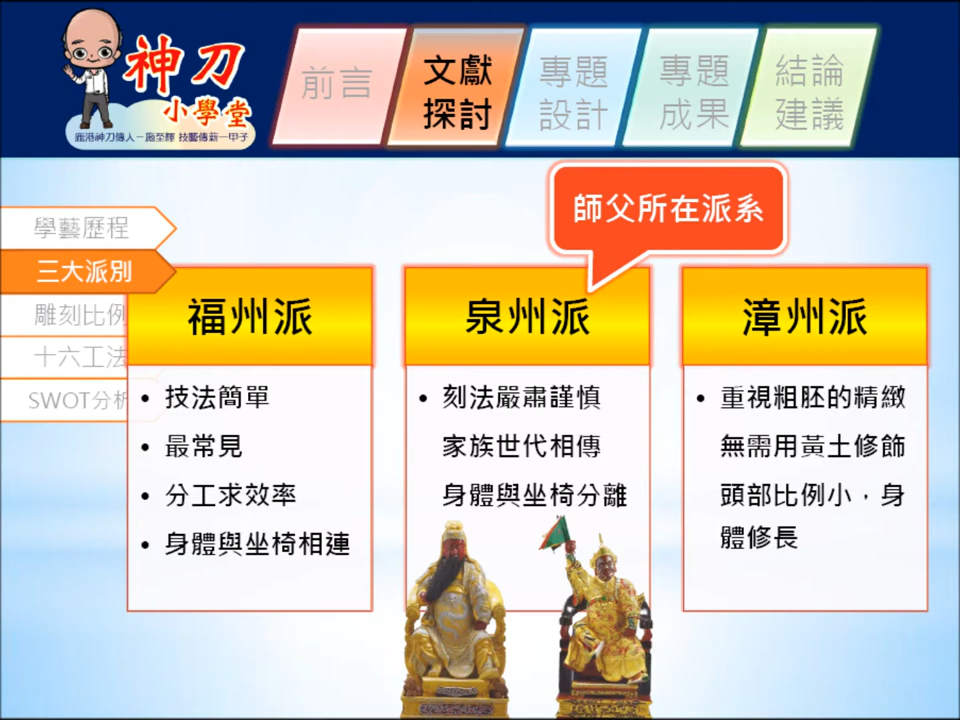 神刀
小學堂
鹿港神刀傳人－施至輝 技藝傳薪一甲子
前言
文獻
探討
專題
設計
專題
成果
結論
建議
師父所在派系
學藝歷程
三大派別
雕刻比例
十六工法
SWOT分析
福州派
• 技法簡單
• 最常見
• 分工求效率
• 身體與坐椅相連
泉州派
• 刻法嚴肅謹慎
家族世代相傳
身體與坐椅分離
漳州派
• 重視粗胚的精緻
無需用黃土修飾
頭部比例小，身
體修長